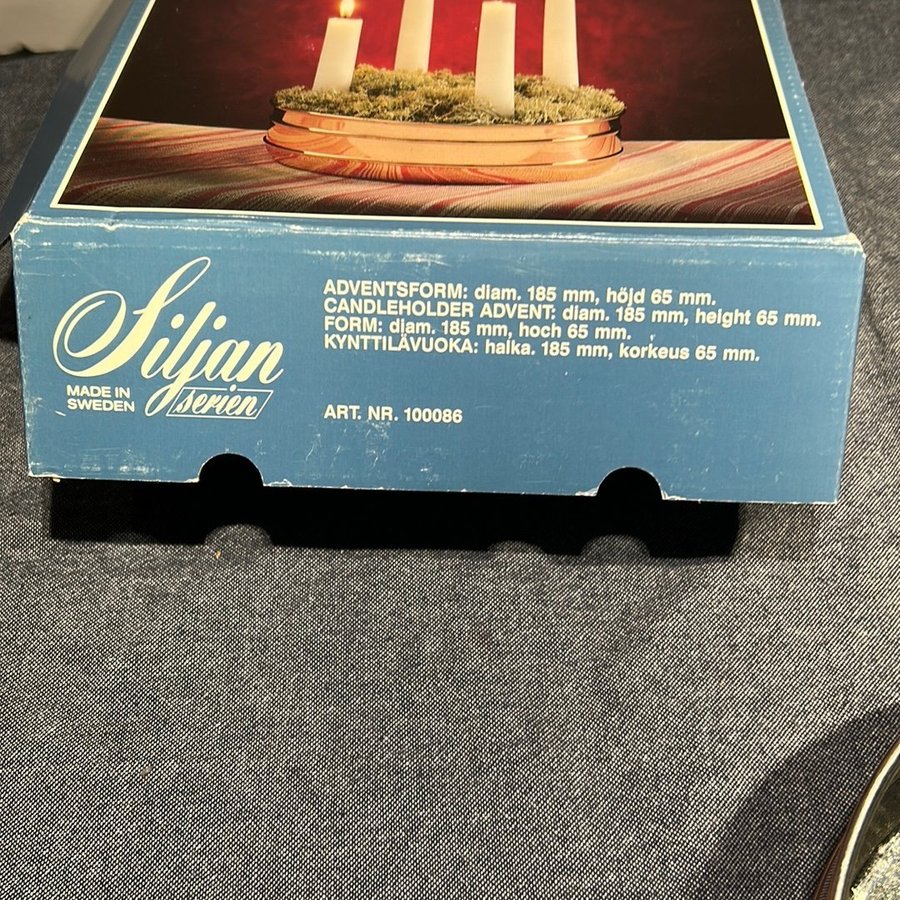 Siljan
serien
MADE IN
SWEDEN
ADVENTSFORM: diam. 185 mm, höjd 65 mm.
CANDLEHOLDER ADVENT: diam. 185 mm, height 65 mm.
FORM: diam. 185 mm, hoch 65 mm.
KYNTTILÄVUOKA: halka. 185 mm, korkeus 65 mm.
ART. NR. 100086